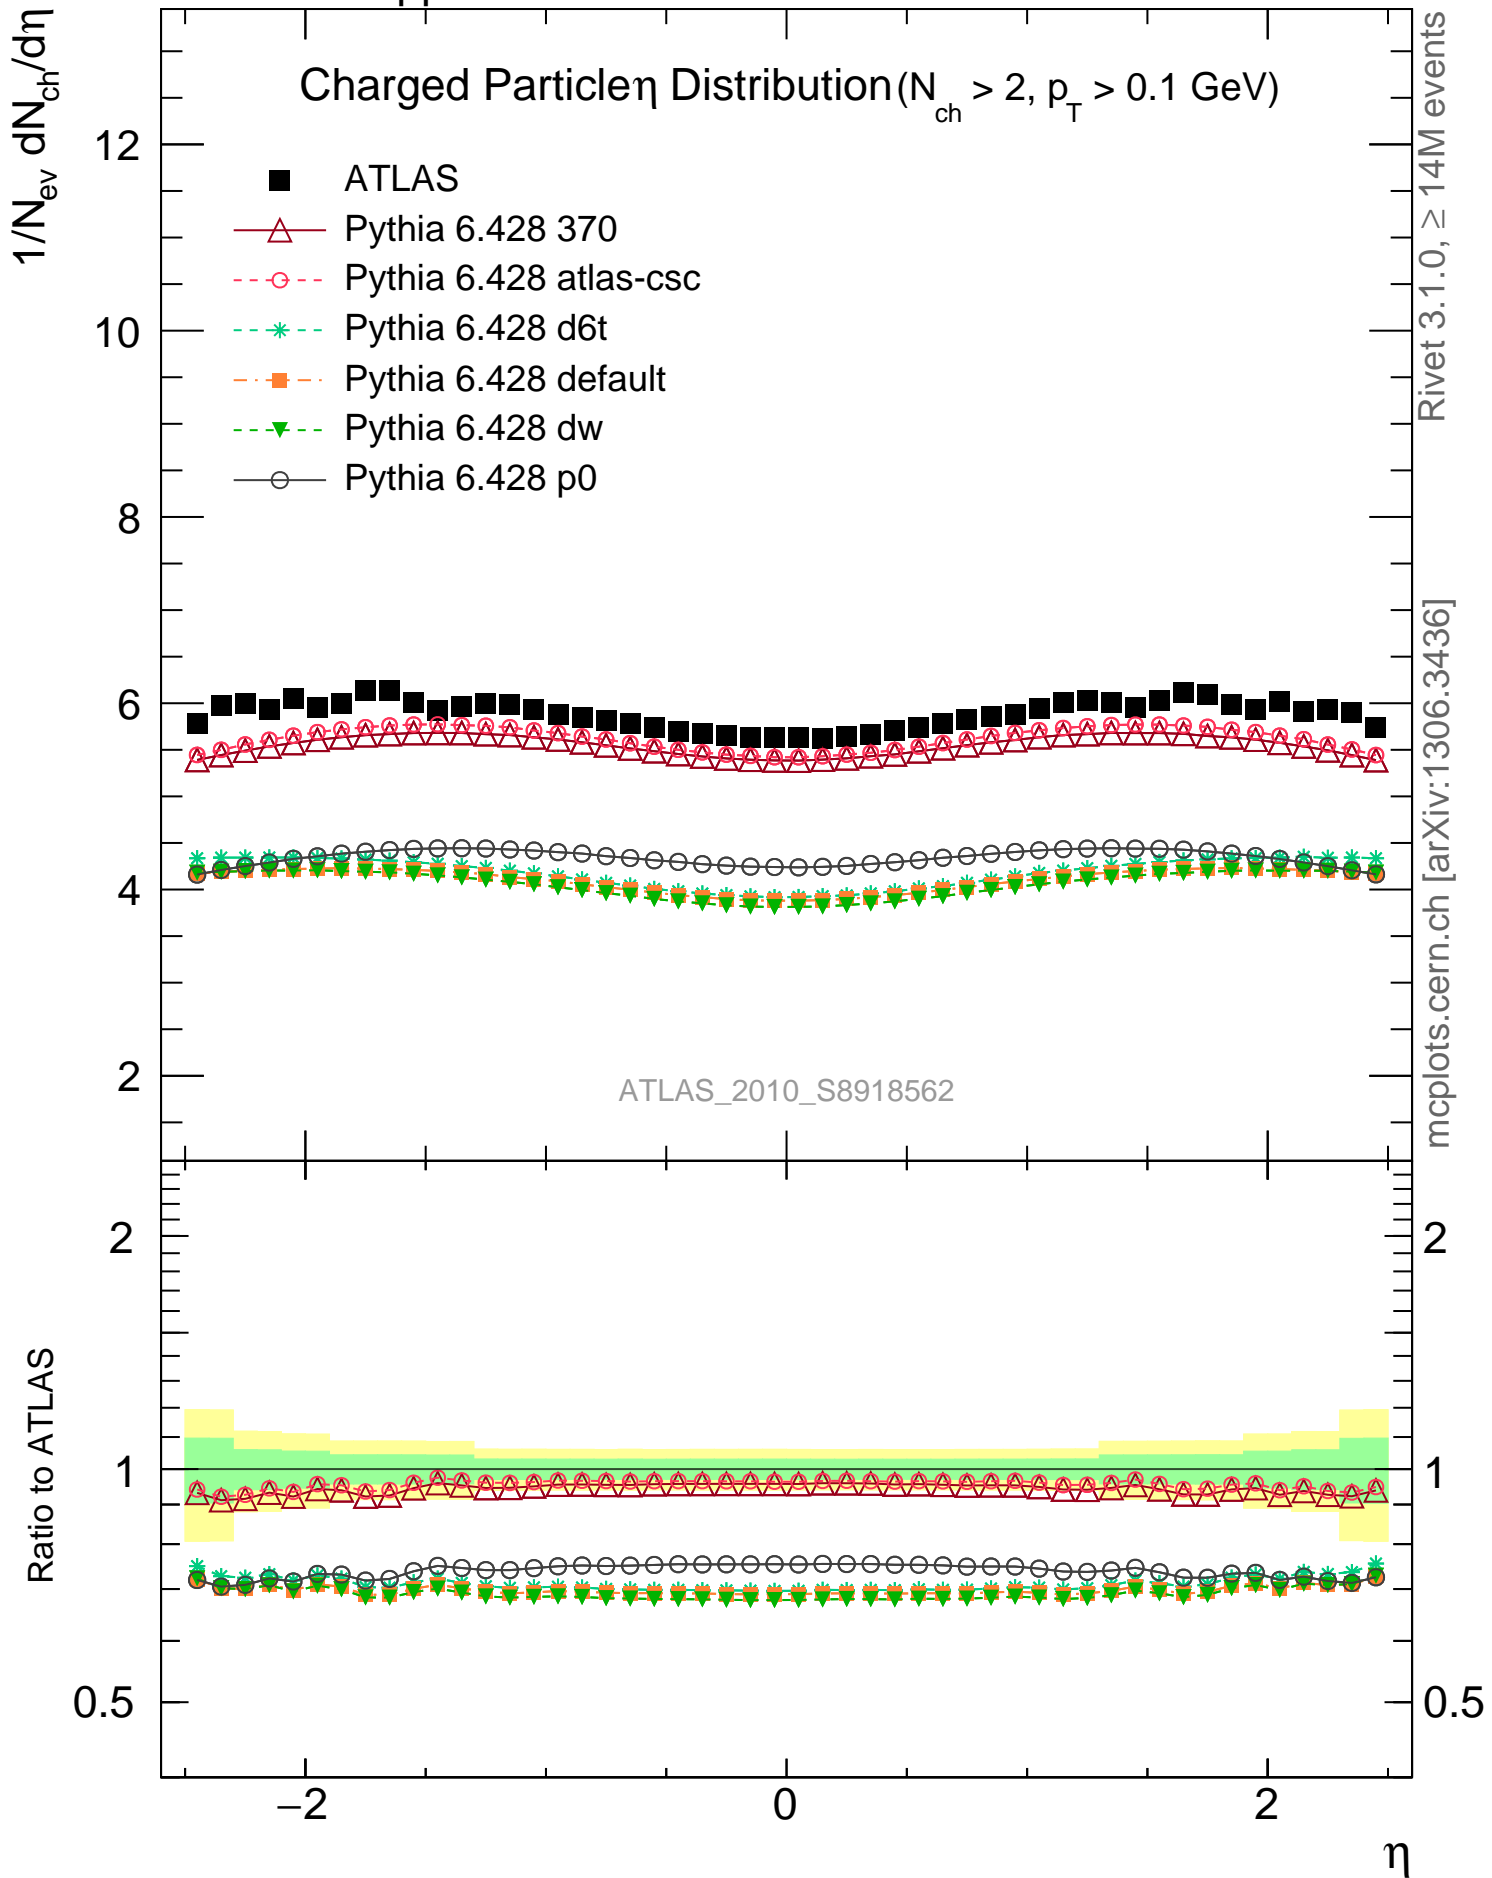 pp
1/N_ev dN_ch/dη
Charged Particleη Distribution (N_ch > 2, p_T > 0.1 GeV)
ATLAS
Pythia 6.428 370
Pythia 6.428 atlas-csc
Pythia 6.428 d6t
Pythia 6.428 default
Pythia 6.428 dw
Pythia 6.428 p0
12
10
8
6
4
2
ATLAS_2010_S8918562
Rivet 3.1.0, ≥ 14M events
mcplots.cern.ch [arXiv:1306.3436]
Ratio to ATLAS
2
1
0.5
2
1
0.5
−2
0
2
η